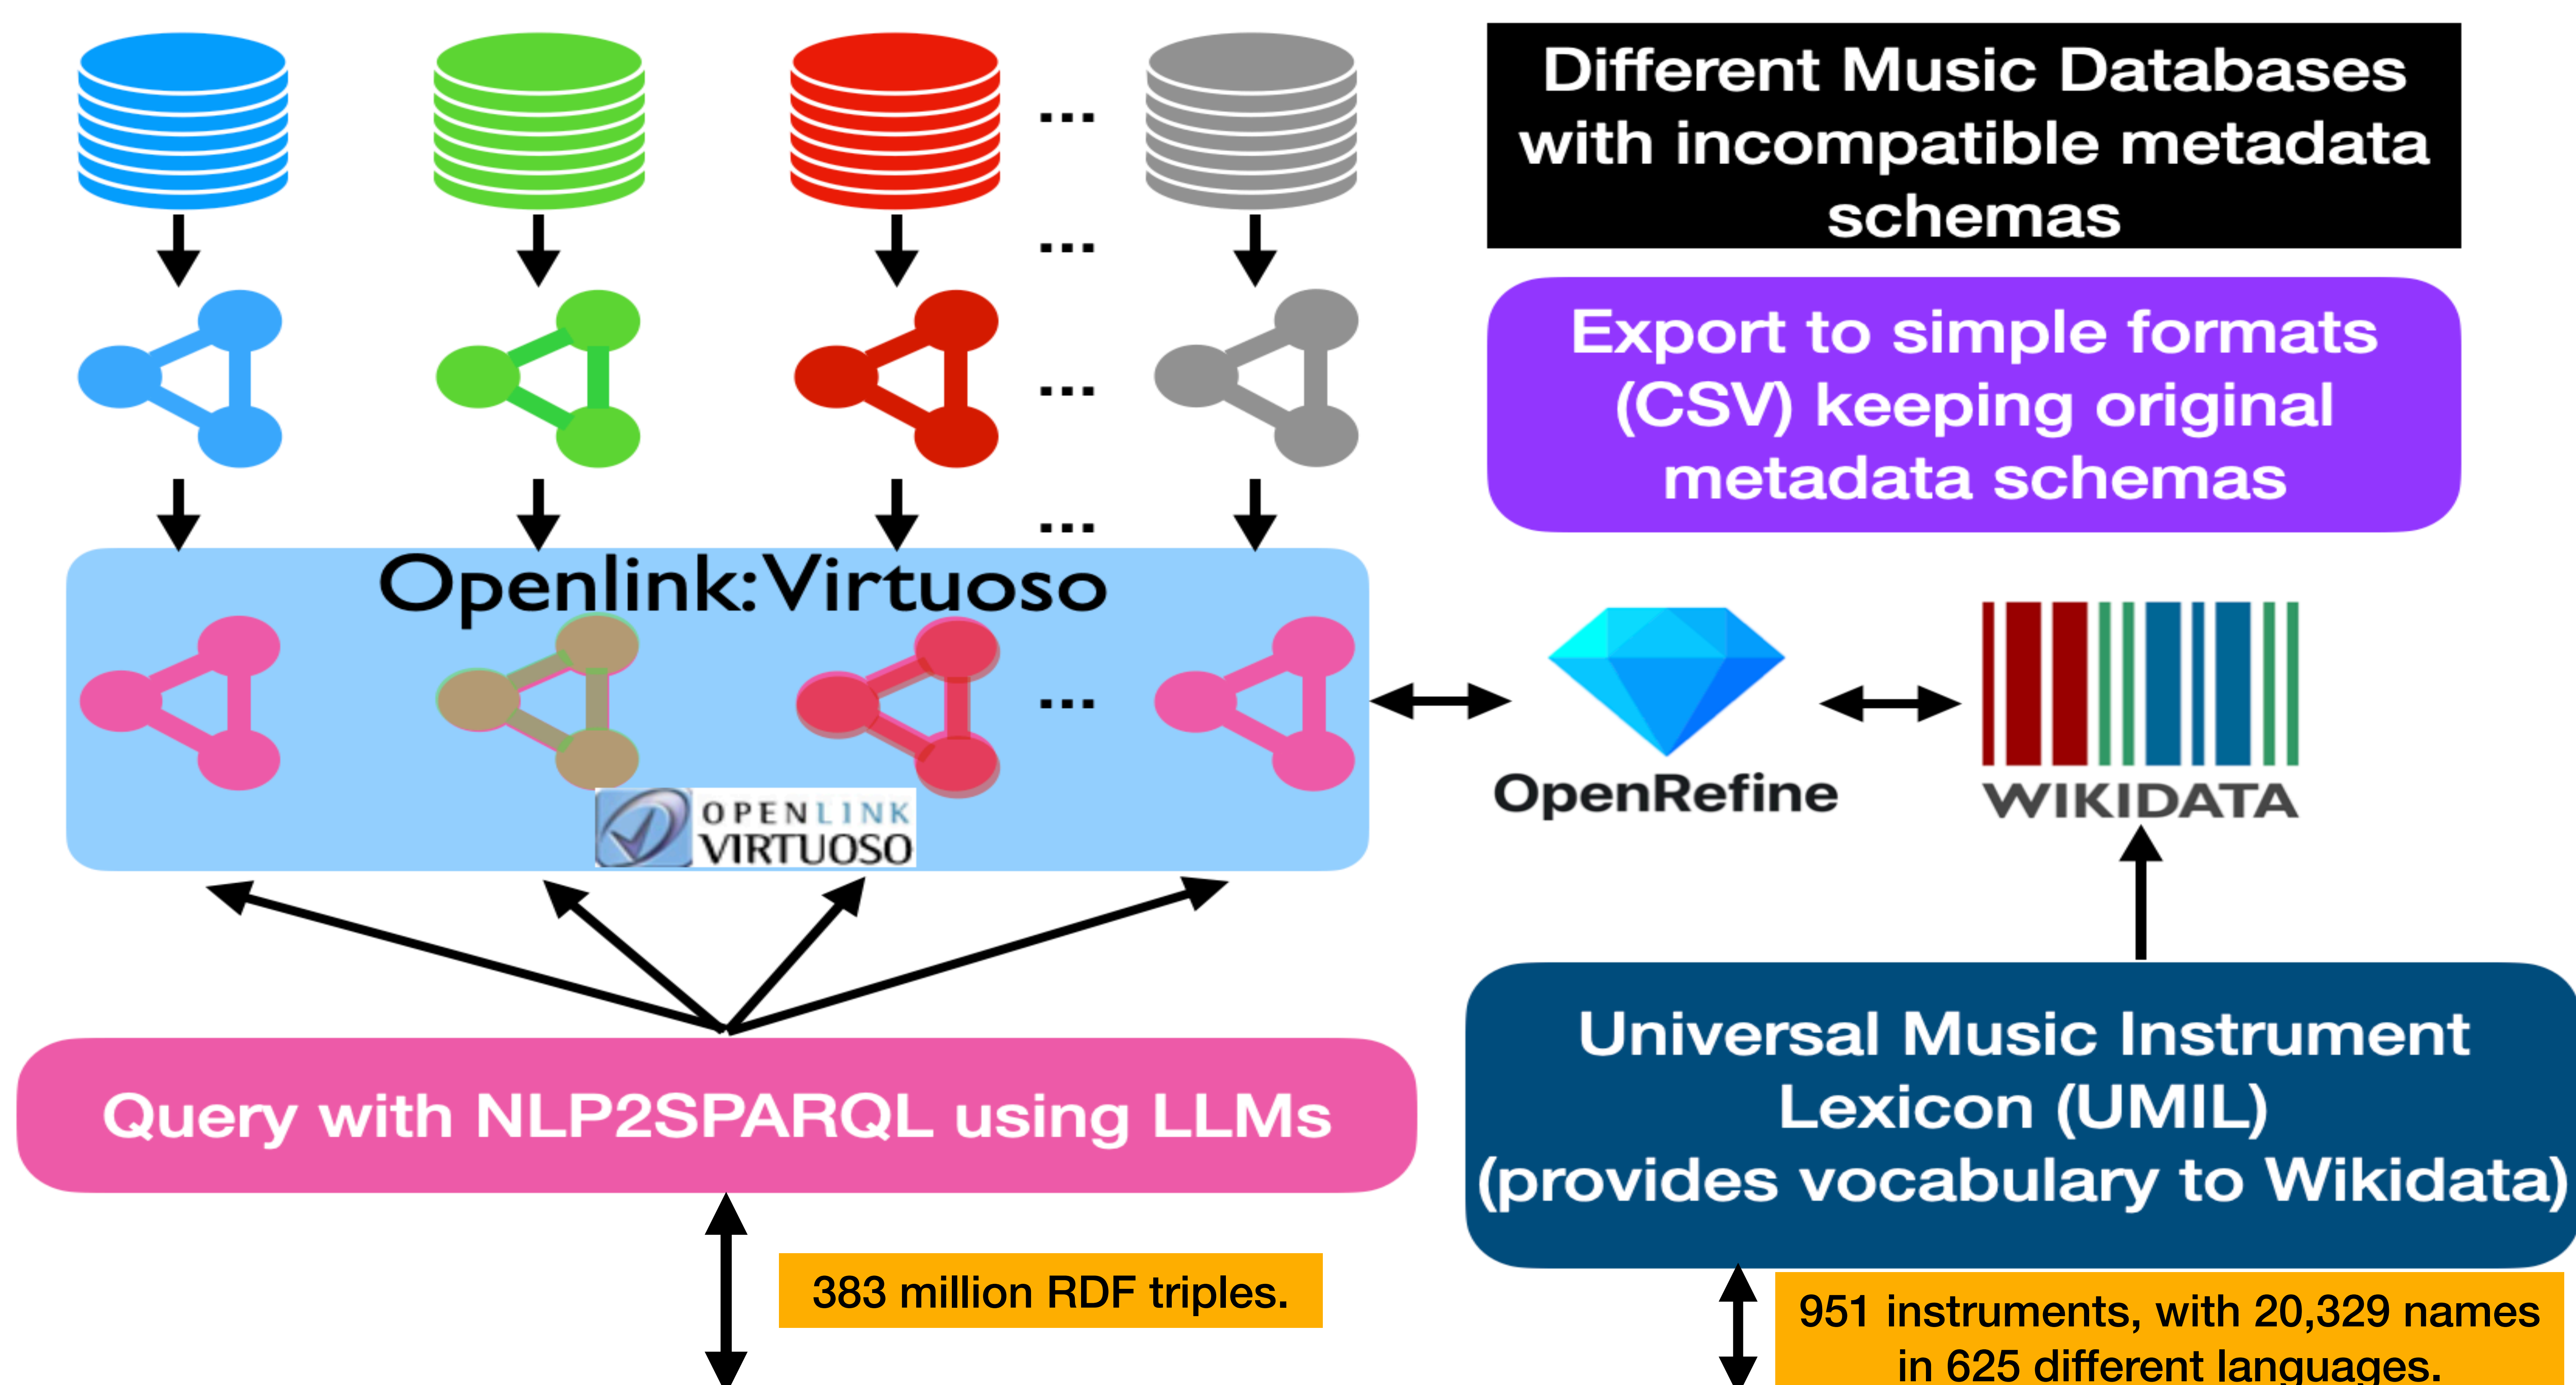 ...
Different Music Databases
with incompatible metadata
schemas
...
Export to simple formats
(CSV) keeping original
metadata schemas
...
...
Openlink:Virtuoso
...
OPENLINK
VIRTUOSO
OpenRefine
WIKIDATA
Query with NLP2SPARQL using LLMs
Universal Music Instrument
Lexicon (UMIL)
(provides vocabulary to Wikidata)
383 million RDF triples.
951 instruments, with 20,329 names
in 625 different languages.